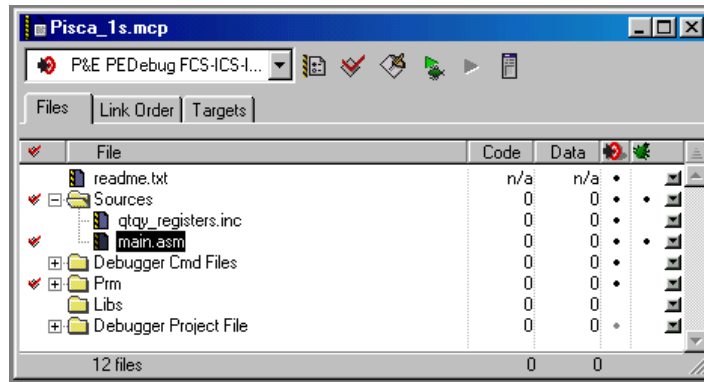 Pisca_1s.mcp
P&E PEDebug FCS-ICS-I...
Files Link Order Targets
File Code Data
readme.txt n/a n/a
Sources 0 0
qtqy_registers.inc 0 0
main.asm 0 0
Debugger Cmd Files 0 0
Prm 0 0
Libs 0 0
Debugger Project File 0 0
12 files 0 0